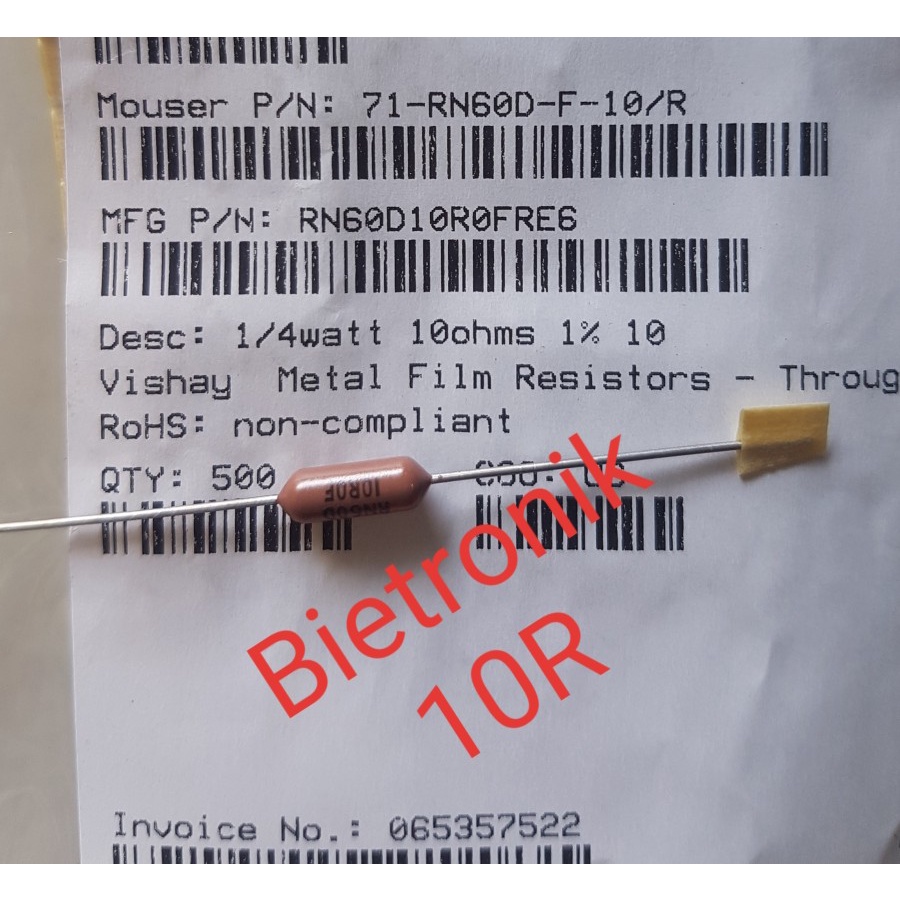 Mouser P/N: 71-RN60D-F-10/R
MFG P/N: RN60D10R0FRE6
Desc: 1/4watt 10ohms 1% 10
Vishay Metal Film Resistors - Throug
RoHS: non-compliant
QTY: 500
10R0F
RN60D
Bietronik
10R
Invoice No.: 065357522